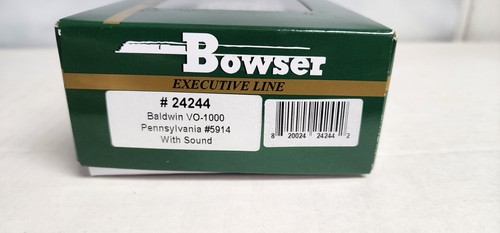 Bowser
EXECUTIVE LINE
# 24244
Baldwin VO-1000
Pennsylvania #5914
With Sound
8 20024 24244 2